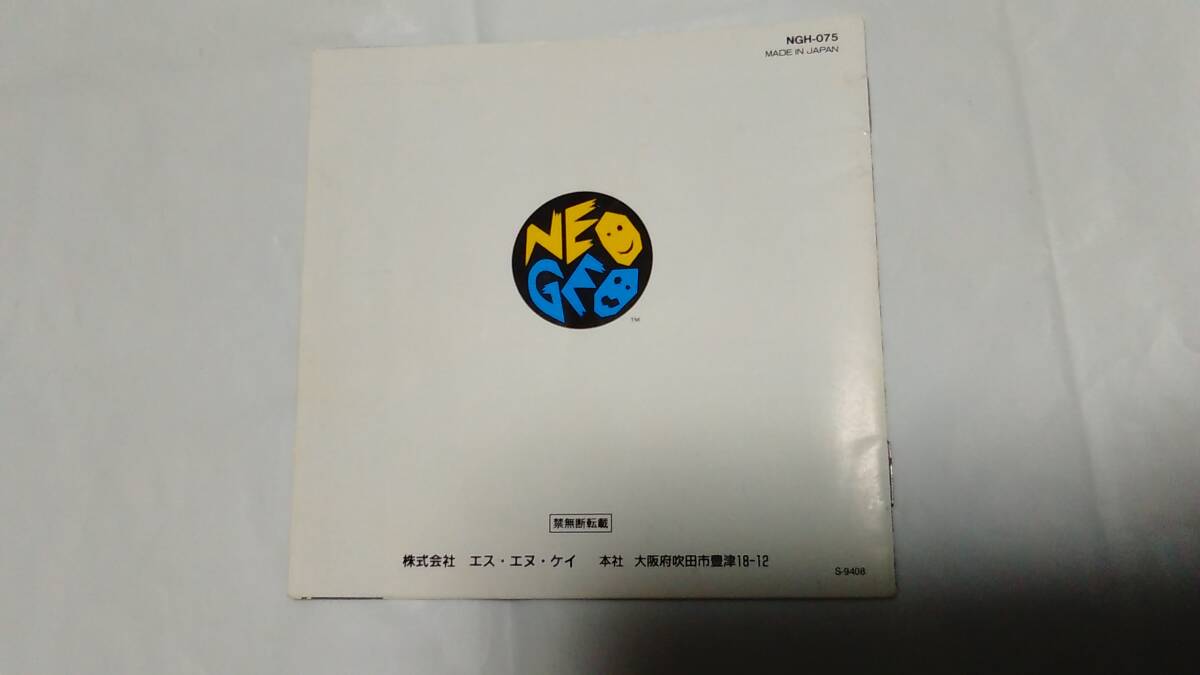 NGH-075
MADE IN JAPAN
NEO
GEO
TM
禁無断転載
株式会社 エス・エヌ・ケイ 本社 大阪府吹田市豊津18-12
S-9408